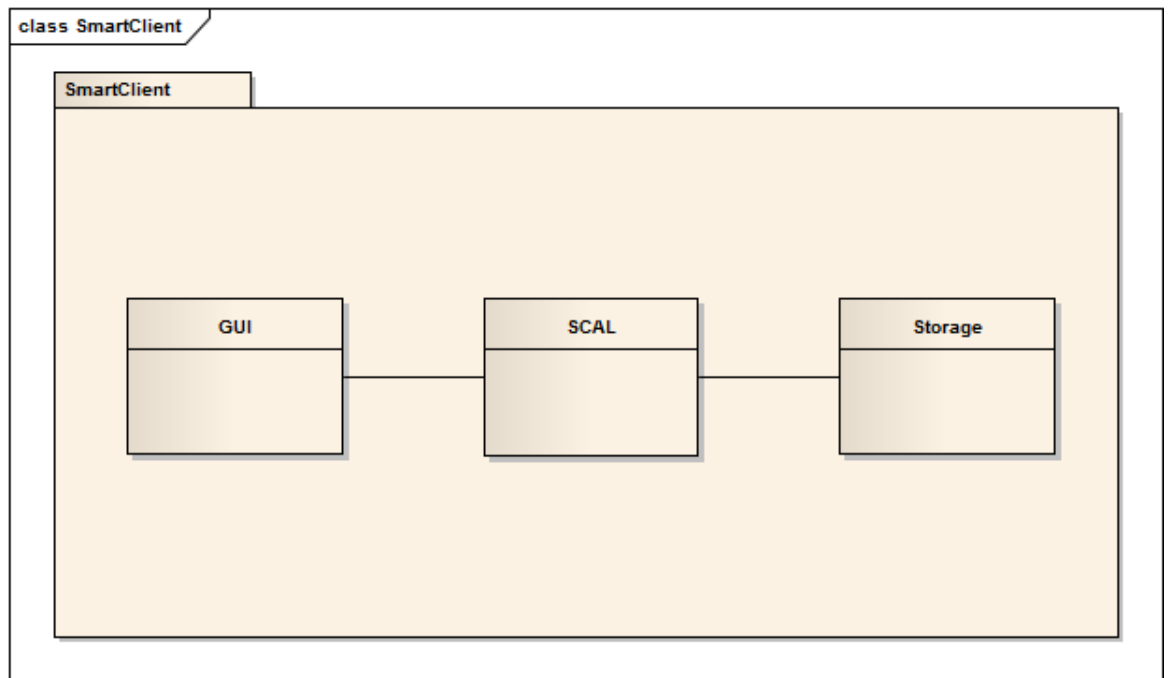 class SmartClient
SmartClient
GUI
SCAL
Storage